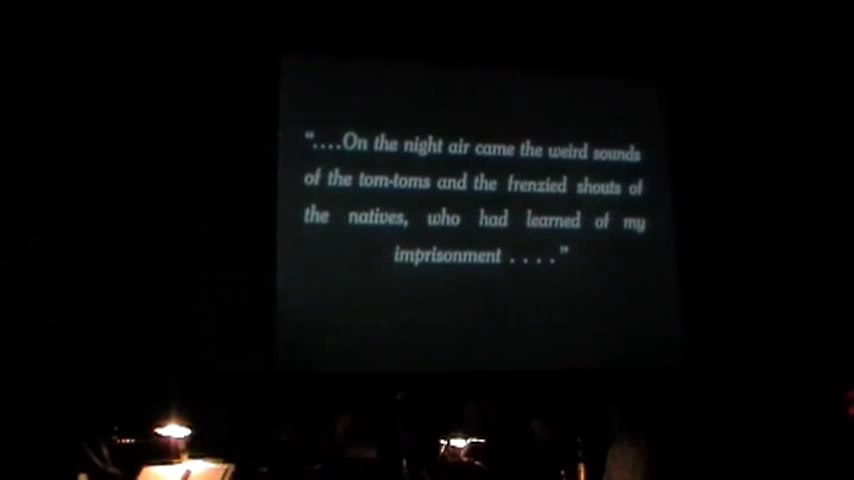 "....On the night air came the weird sounds
of the tom-toms and the frenzied shouts of
the natives, who had learned of my
imprisonment . . . ."